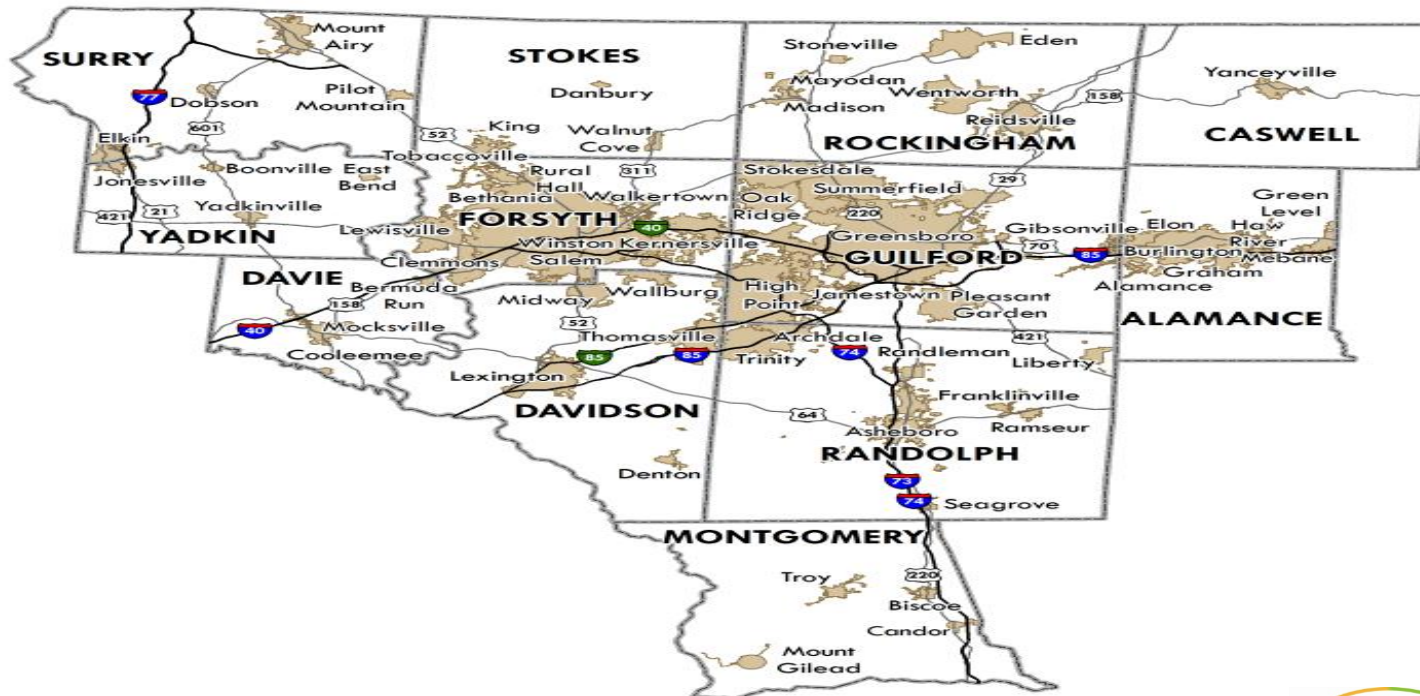 Mount
Airy
SURRY
77
Dobson
Pilot
Mountain
601
Elkin
STOKES
Danbury
52
King
Walnut
Cove
Stoneville
Eden
Mayodan
Madison
Wentworth
158
Reidsville
ROCKINGHAM
Yanceyville
CASWELL
Jonesville
Boonville
East
Bend
421
21
Yadkinville
YADKIN
Tobaccoville
Rural
Hall
311
Bethania
Walkertown
FORSYTH
40
Lewisville
Winston
Salem
Kernersville
Clemmons
Stokesdale
Oak
Ridge
Summerfield
29
220
Greensboro
GUILFORD
High
Point
Jamestown
Pleasant
Garden
Gibsonville
70
85
Elon
Green
Level
Haw
River
Burlington
Mebane
Graham
Alamance
ALAMANCE
DAVIE
Bermuda
Run
158
40
Mocksville
Cooleemee
Midway
Wallburg
52
Thomasville
85
85
Lexington
DAVIDSON
Denton
64
Trinity
Archdale
74
Randleman
421
Liberty
Franklinville
Ramseur
Asheboro
RANDOLPH
73
74
Seagrove
MONTGOMERY
Troy
220
Biscoe
Candor
Mount
Gilead